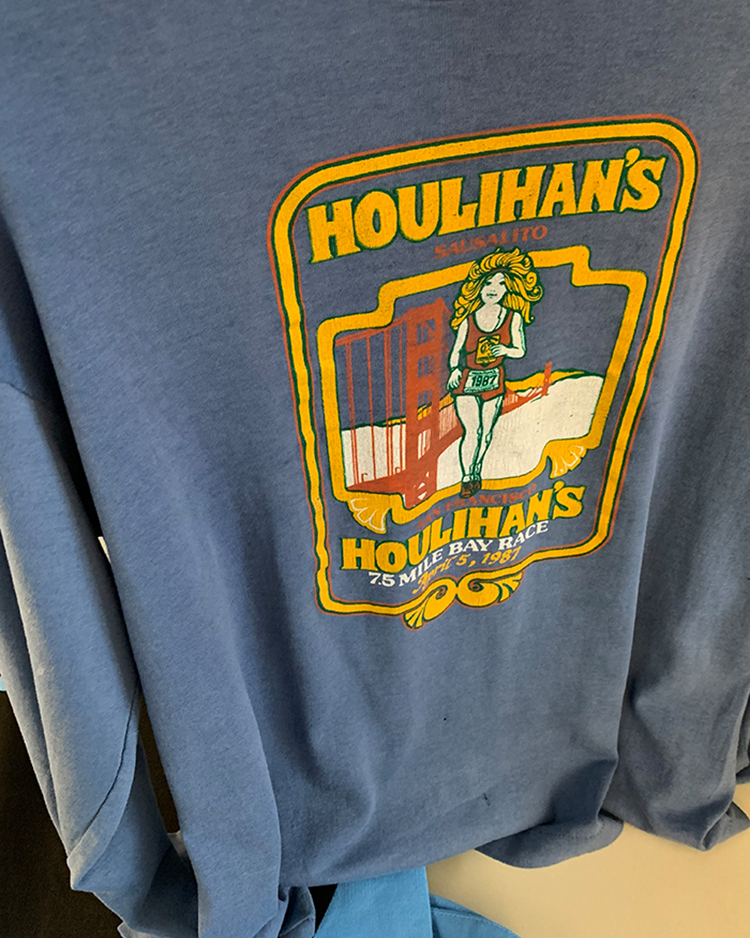 HOULIHAN'S
SAUSALITO
1987
SAN FRANCISCO
HOULIHAN'S
7.5 MILE BAY RACE
April 5, 1987